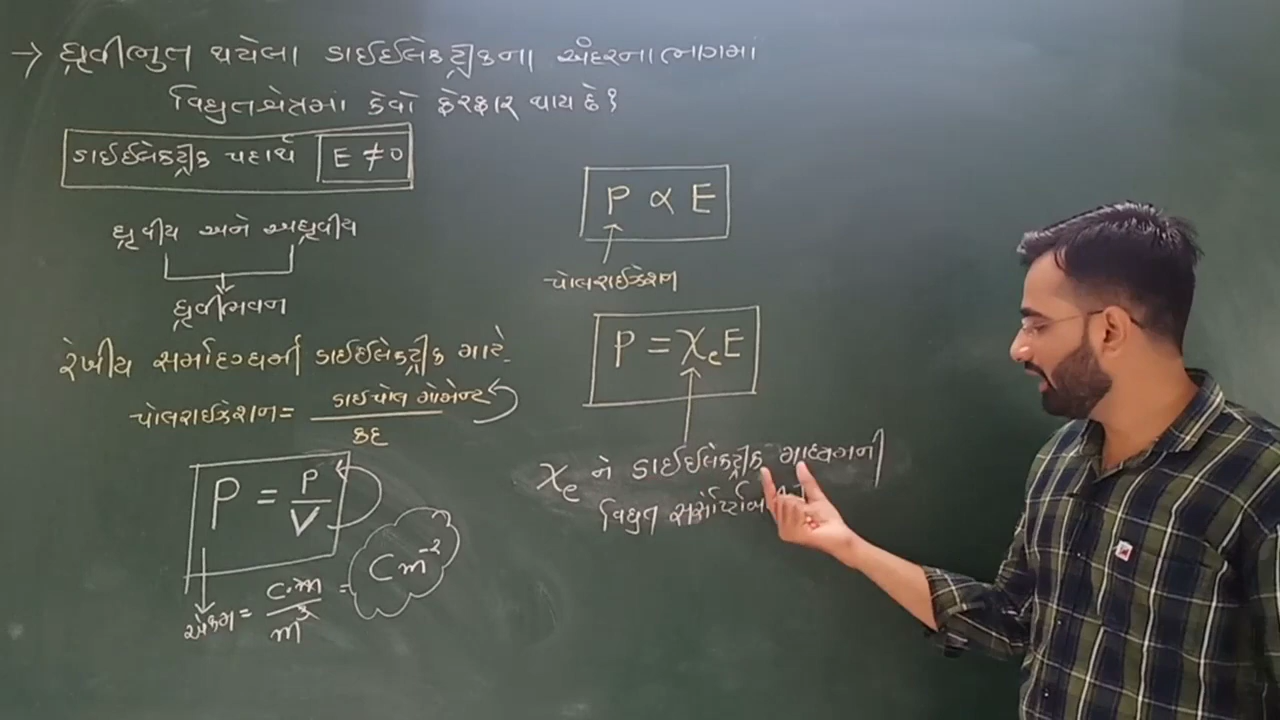 → ધ્રૃવીભુત થયેલા ડાઈઈલેક્ટ્રીકના અંદરના ભાગમાં
વિદ્યુતક્ષેત્રમાં કેવો ફેરફાર થાય છે?
ડાઈઈલેક્ટ્રીક પદાર્થ E ≠ 0
ધ્રૃવીય અને અધ્રૃવીય
ધ્રૃવીભવન
રેખીય સમદિગ્ધર્મી ડાઈઈલેક્ટ્રીક માટે
પોલરાઈઝેશન = ડાઈપોલ મોમેન્ટ
કદ
P = p/V
એકમ = C·m/m³ = Cm⁻²
P ∝ E
પોલરાઈઝેશન
P = χₑE
χₑ ને ડાઈઈલેક્ટ્રીક માધ્યમની
વિદ્યુત